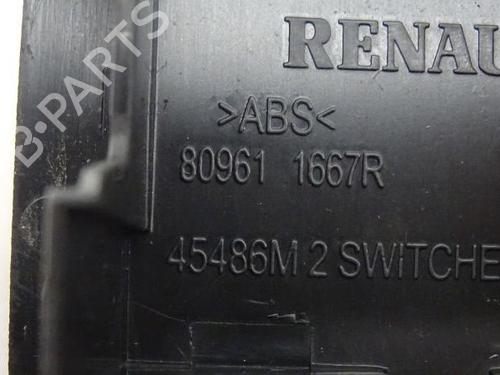 RENAU
>ABS<
80961 1667R
45486M 2 SWITCHE
B-PARTS